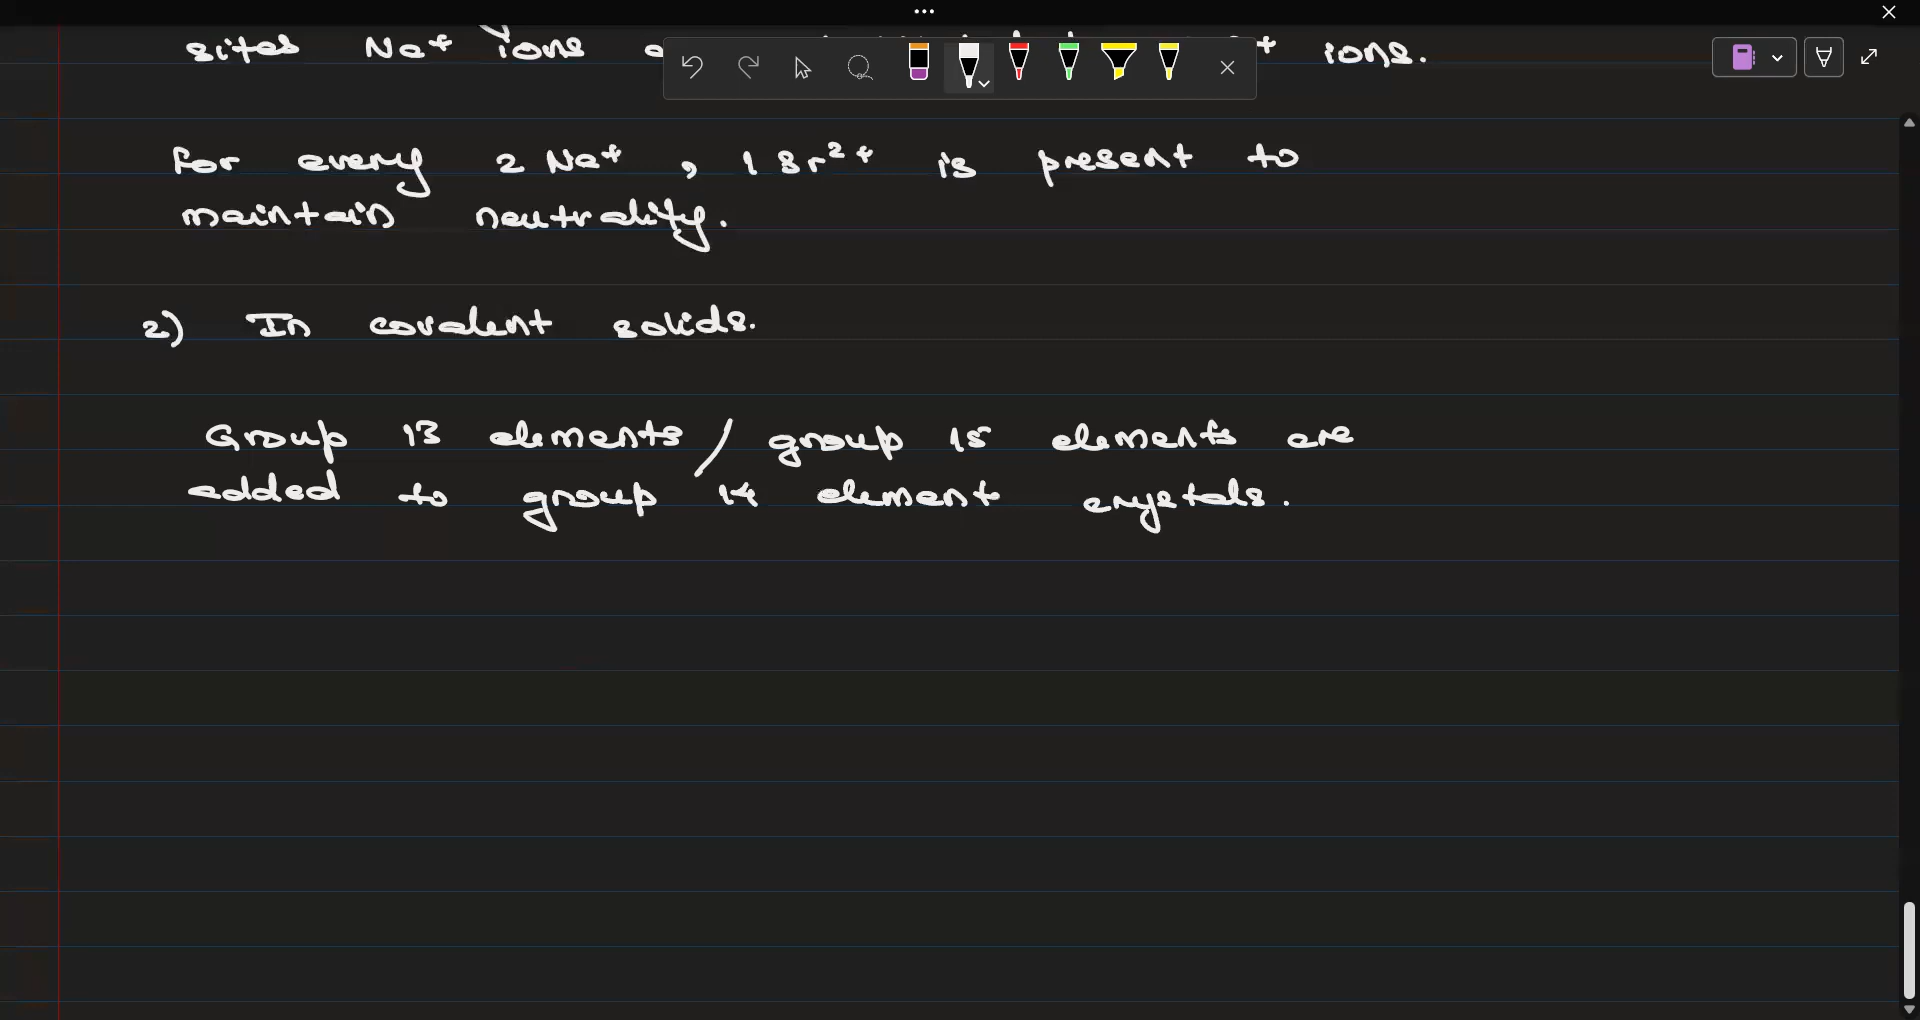 sites Na⁺ ions ions.
For every 2 Na⁺, 1 Sr²⁺ is present to
maintain neutrality.
2) In covalent solids.
Group 13 elements / group 15 elements are
added to group 14 element crystals.